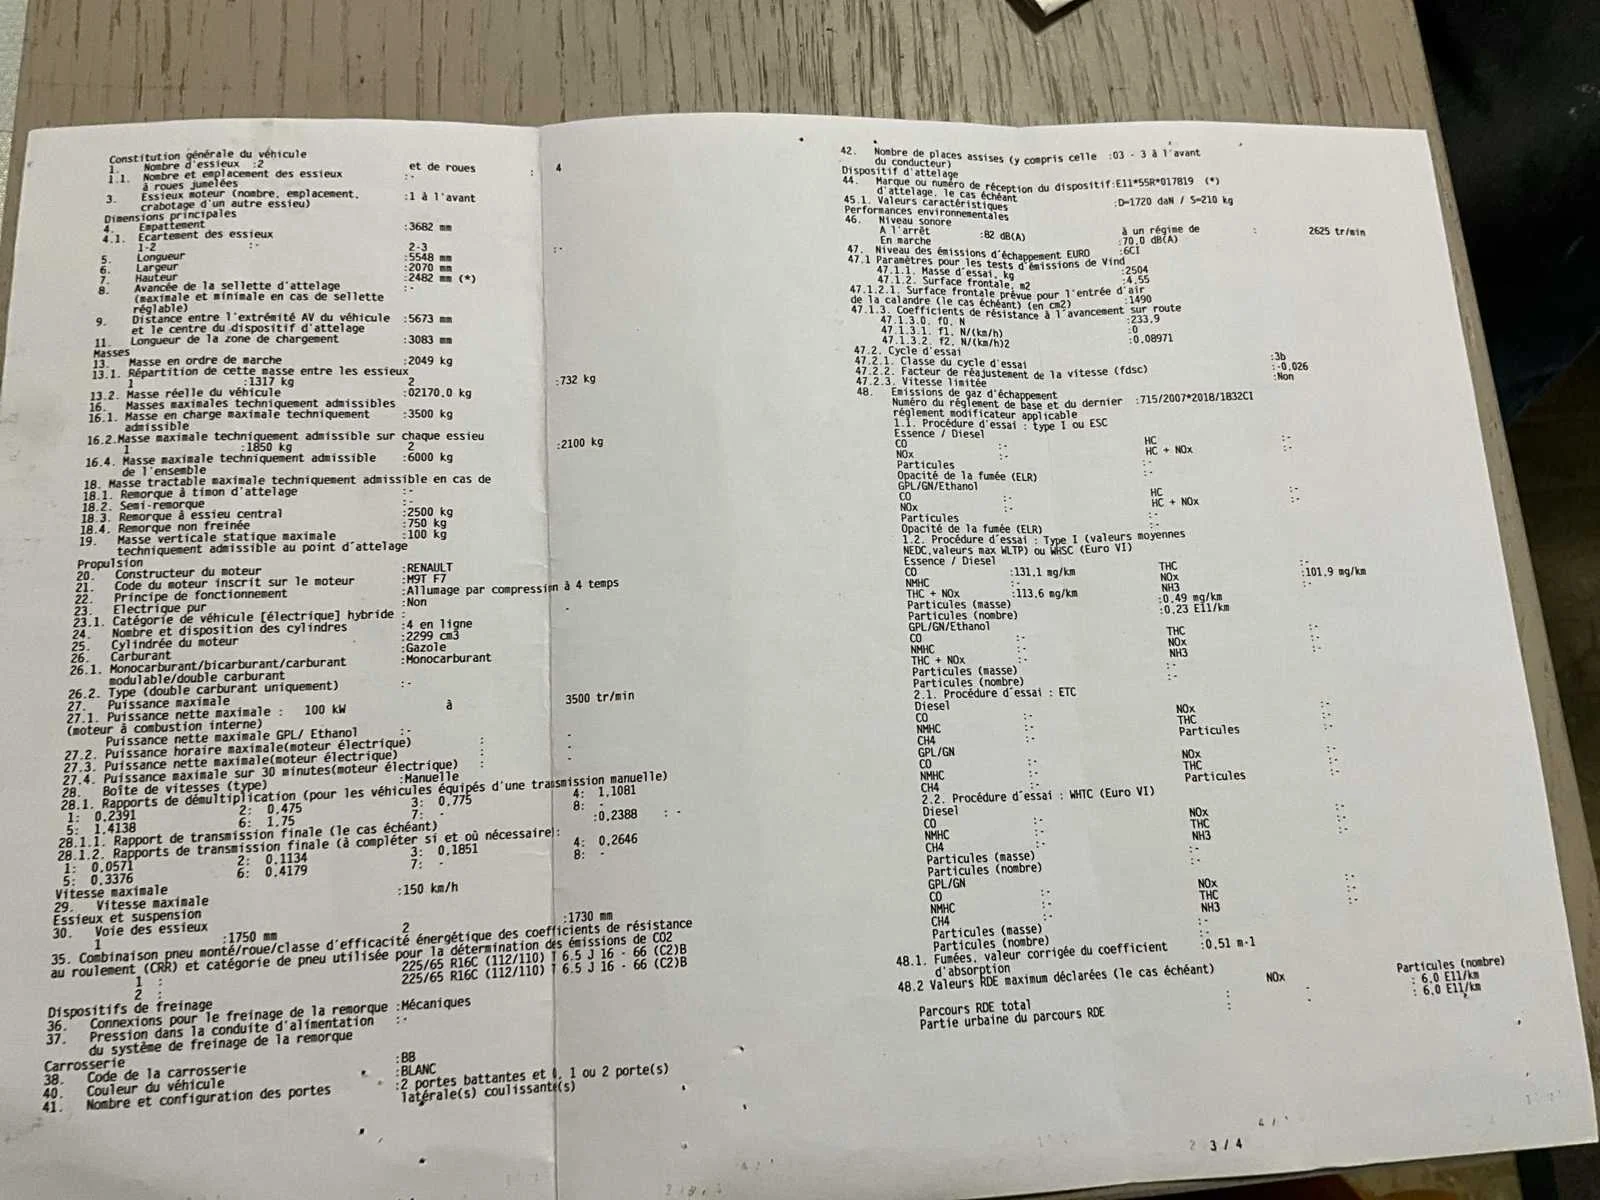 Constitution générale du véhicule
1. Nombre d'essieux :2 et de roues : 4
1.1. Nombre et emplacement des essieux :-
à roues jumelées
3. Essieux moteur (nombre, emplacement, :1 à l'avant
crabotage d'un autre essieu)
Dimensions principales
4. Empattement :3682 mm
4.1. Ecartement des essieux
1-2 :- 2-3 :-
5. Longueur :5548 mm
6. Largeur :2070 mm
7. Hauteur :2482 mm (*)
8. Avancée de la sellette d'attelage :-
(maximale et minimale en cas de sellette
réglable)
9. Distance entre l'extrémité AV du véhicule :5673 mm
et le centre du dispositif d'attelage
11. Longueur de la zone de chargement :3083 mm
Masses
13. Masse en ordre de marche :2049 kg
13.1. Répartition de cette masse entre les essieux
1 :1317 kg 2 :732 kg
13.2. Masse réelle du véhicule :02170,0 kg
16. Masses maximales techniquement admissibles
16.1. Masse en charge maximale techniquement :3500 kg
admissible
16.2.Masse maximale techniquement admissible sur chaque essieu
1 :1850 kg 2 :2100 kg
16.4. Masse maximale techniquement admissible :6000 kg
de l'ensemble
18. Masse tractable maximale techniquement admissible en cas de
18.1. Remorque à timon d'attelage :-
18.2. Semi-remorque :-
18.3. Remorque à essieu central :2500 kg
18.4. Remorque non freinée :750 kg
19. Masse verticale statique maximale :100 kg
techniquement admissible au point d'attelage
Propulsion
20. Constructeur du moteur :RENAULT
21. Code du moteur inscrit sur le moteur :M9T F7
22. Principe de fonctionnement :Allumage par compression à 4 temps
23. Electrique pur :Non
23.1. Catégorie de véhicule [électrique] hybride : -
24. Nombre et disposition des cylindres :4 en ligne
25. Cylindrée du moteur :2299 cm3
26. Carburant :Gazole
26.1. Monocarburant/bicarburant/carburant :Monocarburant
modulable/double carburant
26.2. Type (double carburant uniquement) :-
27. Puissance maximale
27.1. Puissance nette maximale : 100 kW à 3500 tr/min
(moteur à combustion interne)
Puissance nette maximale GPL/ Ethanol :- -
27.2. Puissance horaire maximale(moteur électrique) : -
27.3. Puissance nette maximale(moteur électrique) : -
27.4. Puissance maximale sur 30 minutes(moteur électrique) : -
28. Boîte de vitesses (type) :Manuelle
28.1. Rapports de démultiplication (pour les véhicules équipés d'une transmission manuelle)
1: 0,2391 2: 0,475 3: 0,775 4: 1,1081
5: 1,4138 6: 1,75 7: - 8: -
28.1.1. Rapport de transmission finale (le cas échéant) :0,2388 : -
28.1.2. Rapports de transmission finale (à compléter si et où nécessaire):
1: 0,0571 2: 0,1134 3: 0,1851 4: 0,2646
5: 0,3376 6: 0,4179 7: - 8: -
Vitesse maximale
29. Vitesse maximale :150 km/h
Essieux et suspension
30. Voie des essieux
1 :1750 mm 2 :1730 mm
35. Combinaison pneu monté/roue/classe d'efficacité énergétique des coefficients de résistance
au roulement (CRR) et catégorie de pneu utilisée pour la détermination des émissions de CO2
1 : 225/65 R16C (112/110) T 6.5 J 16 - 66 (C2)B
2 : 225/65 R16C (112/110) T 6.5 J 16 - 66 (C2)B
Dispositifs de freinage
36. Connexions pour le freinage de la remorque :Mécaniques
37. Pression dans la conduite d'alimentation :-
du système de freinage de la remorque
Carrosserie
38. Code de la carrosserie :BB
40. Couleur du véhicule :BLANC
41. Nombre et configuration des portes :2 portes battantes et 0, 1 ou 2 porte(s)
latérale(s) coulissante(s)
42. Nombre de places assises (y compris celle :03 - 3 à l'avant
du conducteur)
Dispositif d'attelage
44. Marque ou numéro de réception du dispositif:E11*55R*017819 (*)
d'attelage, le cas échéant
45.1. Valeurs caractéristiques :D=1720 daN / S=210 kg
Performances environnementales
46. Niveau sonore
A l'arrêt :82 dB(A) à un régime de : 2625 tr/min
En marche :70,0 dB(A)
47. Niveau des émissions d'échappement EURO :6CI
47.1 Paramètres pour les tests d'émissions de Vind
47.1.1. Masse d'essai, kg :2504
47.1.2. Surface frontale, m2 :4,55
47.1.2.1. Surface frontale prévue pour l'entrée d'air
de la calandre (le cas échéant) (en cm2) :1490
47.1.3. Coefficients de résistance à l'avancement sur route
47.1.3.0. f0, N :233,9
47.1.3.1. f1, N/(km/h) :0
47.1.3.2. f2, N/(km/h)2 :0,08971
47.2. Cycle d'essai
47.2.1. Classe du cycle d'essai :3b
47.2.2. Facteur de réajustement de la vitesse (fdsc) :-0,026
47.2.3. Vitesse limitée :Non
48. Emissions de gaz d'échappement
Numéro du réglement de base et du dernier :715/2007*2018/1832CI
réglement modificateur applicable
1.1. Procédure d'essai : type I ou ESC
Essence / Diesel
CO :- HC :-
NOx :- HC + NOx :-
Particules :-
Opacité de la fumée (ELR) :-
GPL/GN/Ethanol
CO :- HC :-
NOx :- HC + NOx :-
Particules :-
Opacité de la fumée (ELR) :-
1.2. Procédure d'essai : Type I (valeurs moyennes
NEDC,valeurs max WLTP) ou WHSC (Euro VI)
Essence / Diesel
CO :131,1 mg/km THC :-
NMHC :- NOx :101,9 mg/km
THC + NOx :113,6 mg/km NH3
Particules (masse) :0,49 mg/km
Particules (nombre) :0,23 E11/km
GPL/GN/Ethanol
CO :- THC :-
NMHC :- NOx :-
THC + NOx :- NH3 :-
Particules (masse) :-
Particules (nombre) :-
2.1. Procédure d'essai : ETC
Diesel
CO :- NOx :-
NMHC :- THC :-
CH4 :- Particules :-
GPL/GN
CO :- NOx :-
NMHC :- THC :-
CH4 :- Particules :-
2.2. Procédure d'essai : WHTC (Euro VI)
Diesel
CO :- NOx :-
NMHC :- THC :-
CH4 :- NH3 :-
Particules (masse) :-
Particules (nombre) :-
GPL/GN
CO :- NOx :-
NMHC :- THC :-
CH4 :- NH3 :-
Particules (masse) :-
Particules (nombre) :-
48.1. Fumées, valeur corrigée du coefficient :0,51 m-1
d'absorption
48.2 Valeurs RDE maximum déclarées (le cas échéant)
NOx Particules (nombre)
Parcours RDE total : - : 6,0 E11/km
Partie urbaine du parcours RDE : - : 6,0 E11/km
3 / 4